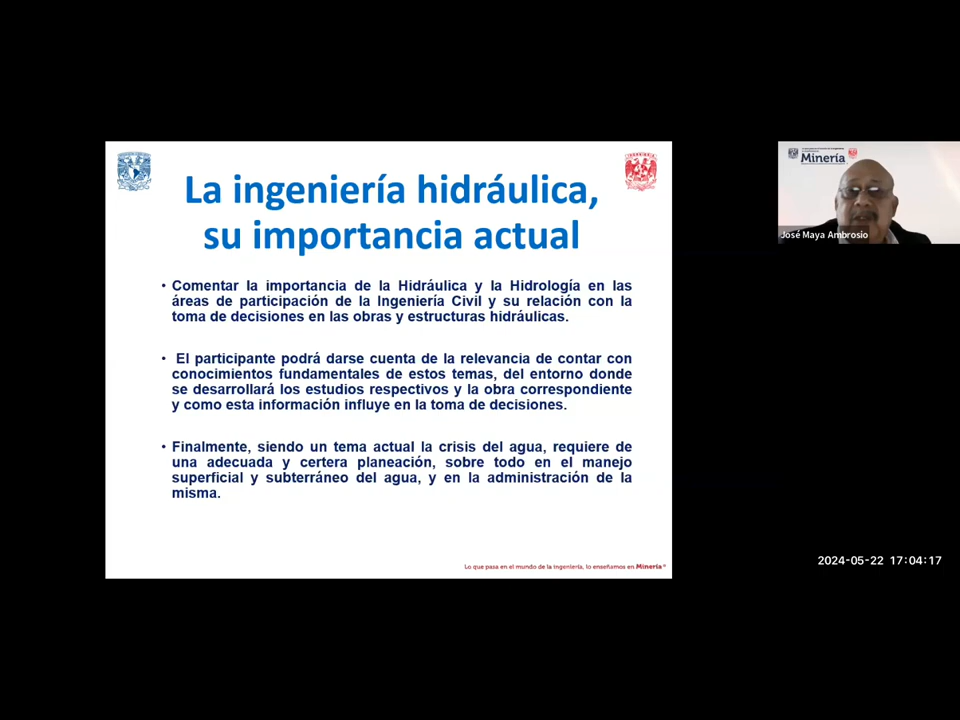 La ingeniería hidráulica,
su importancia actual
• Comentar la importancia de la Hidráulica y la Hidrología en las
áreas de participación de la Ingeniería Civil y su relación con la
toma de decisiones en las obras y estructuras hidráulicas.
• El participante podrá darse cuenta de la relevancia de contar con
conocimientos fundamentales de estos temas, del entorno donde
se desarrollará los estudios respectivos y la obra correspondiente
y como esta información influye en la toma de decisiones.
• Finalmente, siendo un tema actual la crisis del agua, requiere de
una adecuada y certera planeación, sobre todo en el manejo
superficial y subterráneo del agua, y en la administración de la
misma.
Lo que pasa en el mundo de la ingeniería, lo enseñamos en Minería®
Minería
José Maya Ambrosio
2024-05-22 17:04:17